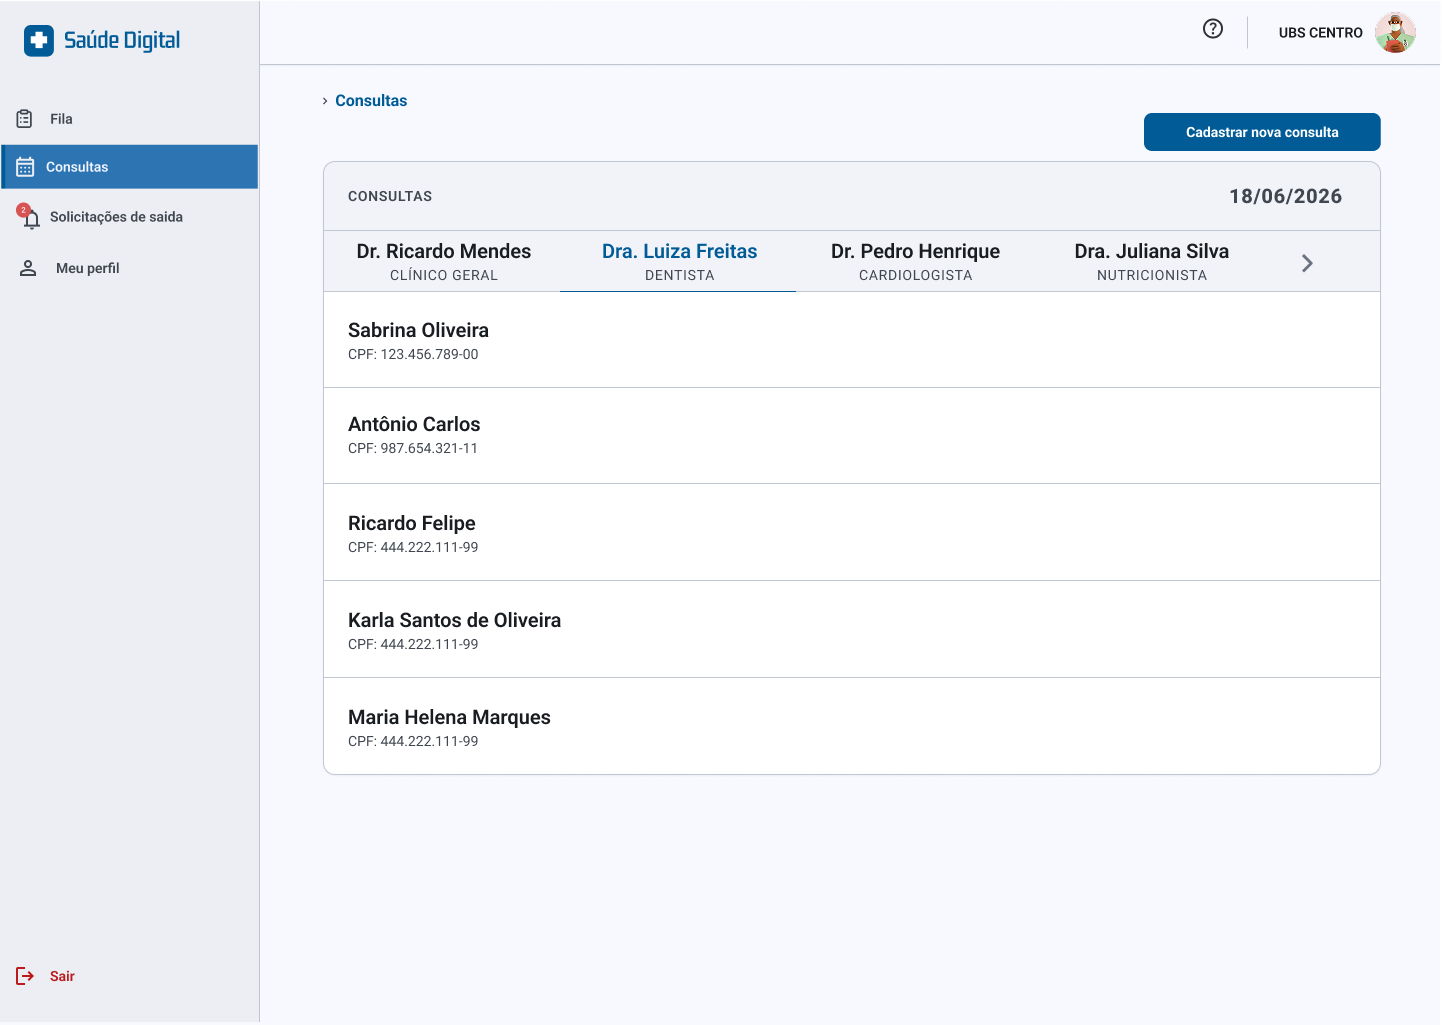 Saúde Digital
UBS CENTRO
Fila
Consultas
2
Solicitações de saida
Meu perfil
Sair
› Consultas
Cadastrar nova consulta
CONSULTAS
18/06/2026
Dr. Ricardo Mendes
CLÍNICO GERAL
Dra. Luiza Freitas
DENTISTA
Dr. Pedro Henrique
CARDIOLOGISTA
Dra. Juliana Silva
NUTRICIONISTA
Sabrina Oliveira
CPF: 123.456.789-00
Antônio Carlos
CPF: 987.654.321-11
Ricardo Felipe
CPF: 444.222.111-99
Karla Santos de Oliveira
CPF: 444.222.111-99
Maria Helena Marques
CPF: 444.222.111-99